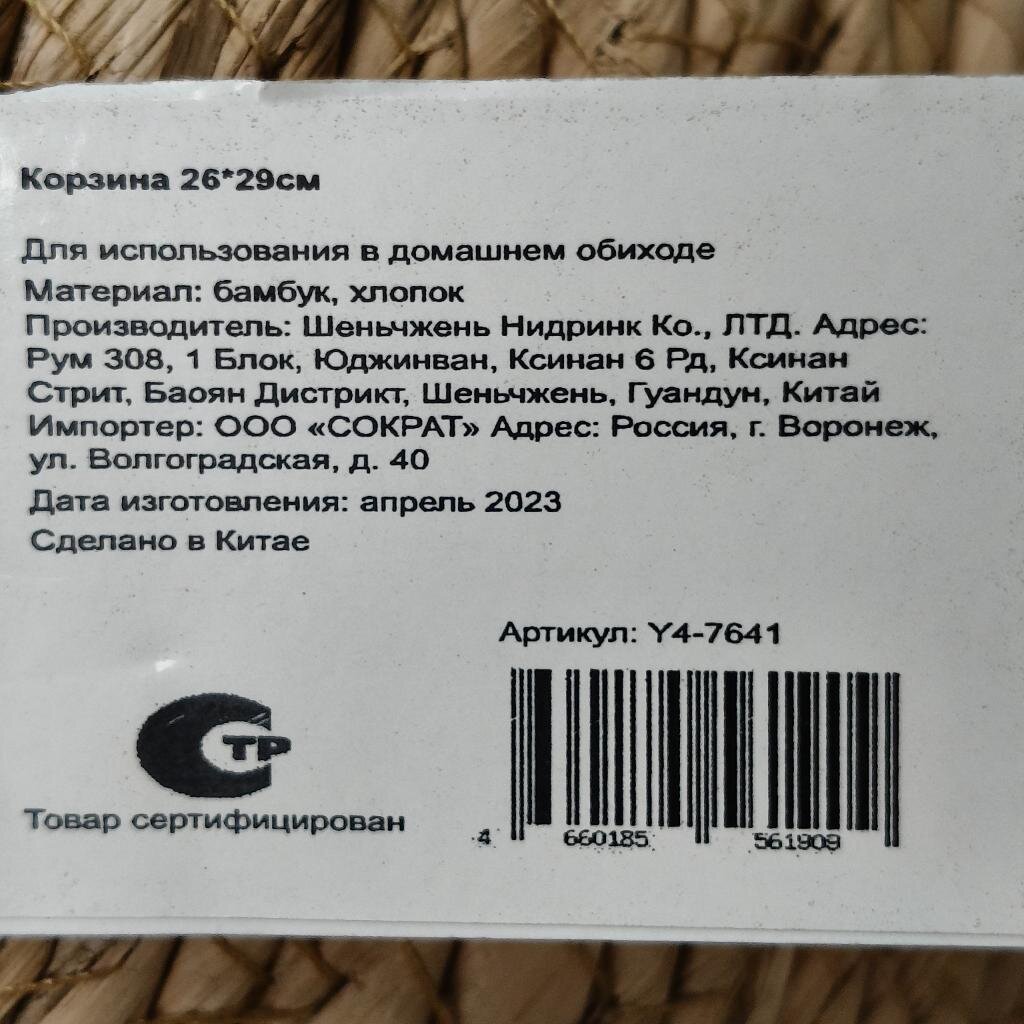 Корзина 26*29см
Для использования в домашнем обиходе
Материал: бамбук, хлопок
Производитель: Шеньчжень Нидринк Ко., ЛТД. Адрес:
Рум 308, 1 Блок, Юджинван, Ксинан 6 Рд, Ксинан
Стрит, Баоян Дистрикт, Шеньчжень, Гуандун, Китай
Импортер: ООО «СОКРАТ» Адрес: Россия, г. Воронеж,
ул. Волгоградская, д. 40
Дата изготовления: апрель 2023
Сделано в Китае
Артикул: Y4-7641
СТР
Товар сертифицирован
4 660185 561909